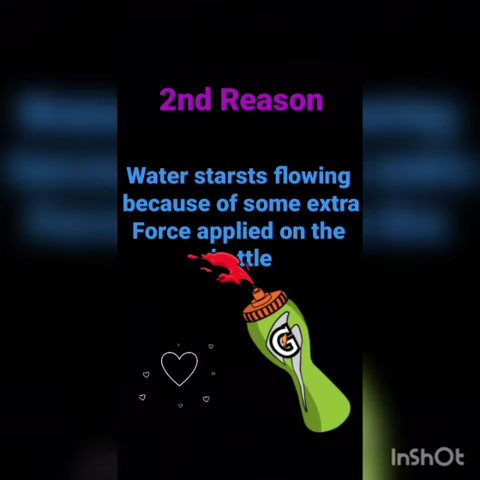 2nd Reason
Water starsts flowing
because of some extra
Force applied on the
G
InShOt